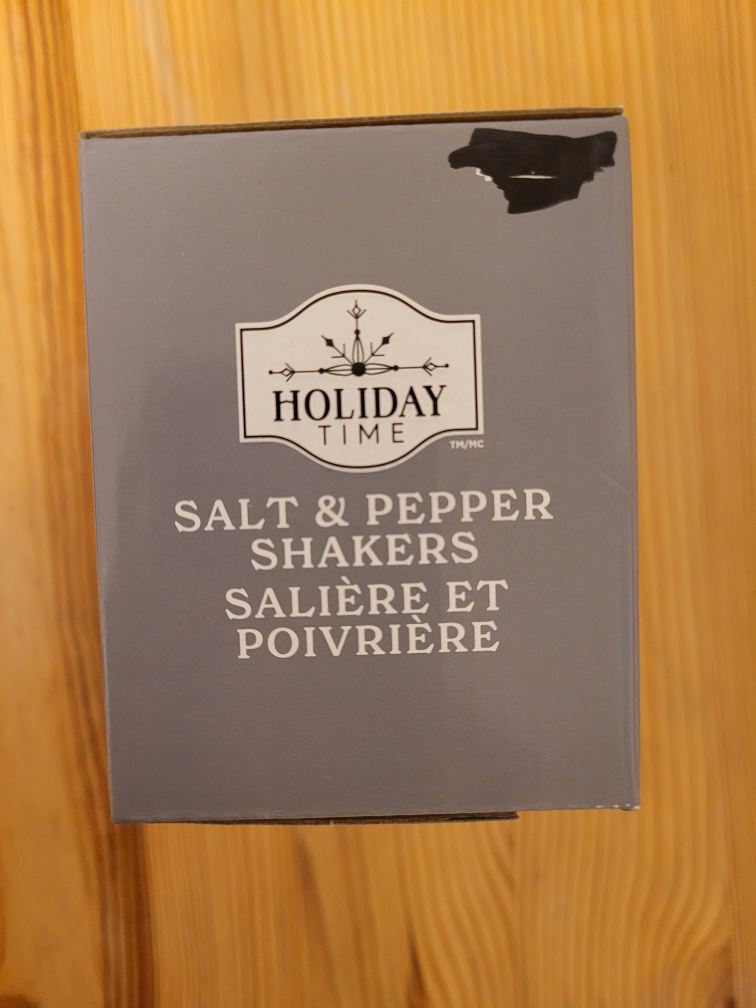 HOLIDAY
TIME
TM/MC
SALT & PEPPER
SHAKERS
SALIÈRE ET
POIVRIÈRE